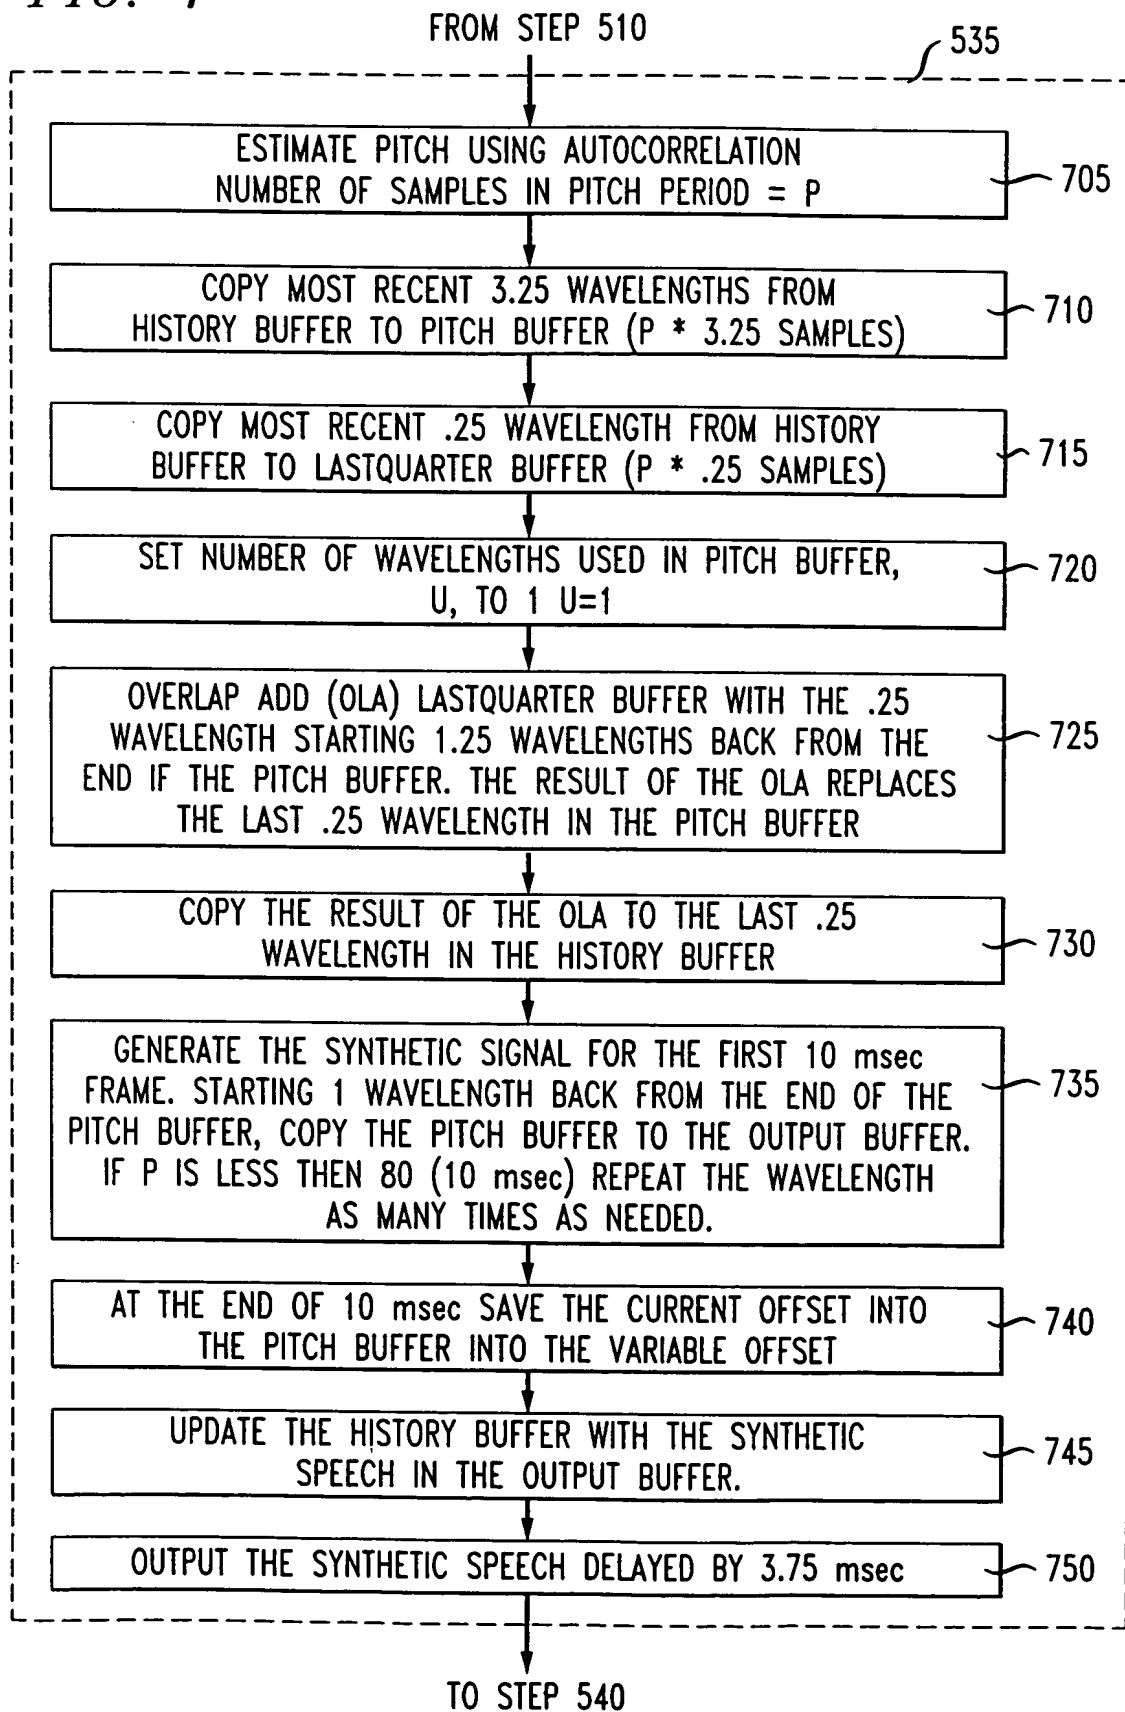 FROM STEP 510
535
ESTIMATE PITCH USING AUTOCORRELATION
NUMBER OF SAMPLES IN PITCH PERIOD = P
705
COPY MOST RECENT 3.25 WAVELENGTHS FROM
HISTORY BUFFER TO PITCH BUFFER (P * 3.25 SAMPLES)
710
COPY MOST RECENT .25 WAVELENGTH FROM HISTORY
BUFFER TO LASTQUARTER BUFFER (P * .25 SAMPLES)
715
SET NUMBER OF WAVELENGTHS USED IN PITCH BUFFER,
U, TO 1 U=1
720
OVERLAP ADD (OLA) LASTQUARTER BUFFER WITH THE .25
WAVELENGTH STARTING 1.25 WAVELENGTHS BACK FROM THE
END IF THE PITCH BUFFER. THE RESULT OF THE OLA REPLACES
THE LAST .25 WAVELENGTH IN THE PITCH BUFFER
725
COPY THE RESULT OF THE OLA TO THE LAST .25
WAVELENGTH IN THE HISTORY BUFFER
730
GENERATE THE SYNTHETIC SIGNAL FOR THE FIRST 10 msec
FRAME. STARTING 1 WAVELENGTH BACK FROM THE END OF THE
PITCH BUFFER, COPY THE PITCH BUFFER TO THE OUTPUT BUFFER.
IF P IS LESS THEN 80 (10 msec) REPEAT THE WAVELENGTH
AS MANY TIMES AS NEEDED.
735
AT THE END OF 10 msec SAVE THE CURRENT OFFSET INTO
THE PITCH BUFFER INTO THE VARIABLE OFFSET
740
UPDATE THE HISTORY BUFFER WITH THE SYNTHETIC
SPEECH IN THE OUTPUT BUFFER.
745
OUTPUT THE SYNTHETIC SPEECH DELAYED BY 3.75 msec
750
TO STEP 540